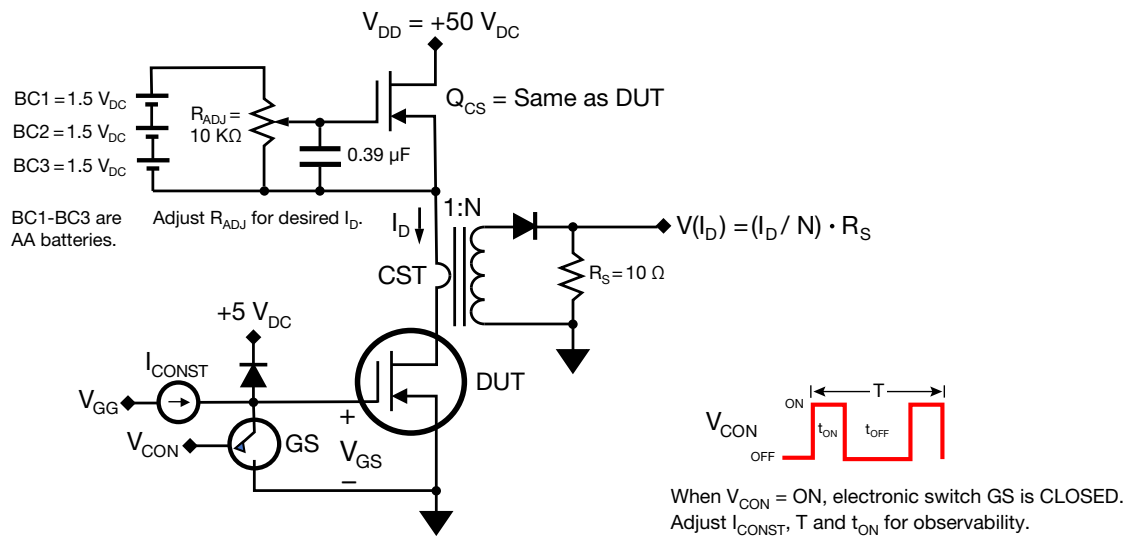 V_DD = +50 V_DC
BC1 = 1.5 V_DC
BC2 = 1.5 V_DC
BC3 = 1.5 V_DC
R_ADJ =
10 KΩ
Q_CS = Same as DUT
0.39 µF
BC1-BC3 are
AA batteries.
Adjust R_ADJ for desired I_D.
I_D
1:N
CST
V(I_D) = (I_D / N) • R_S
R_S = 10 Ω
+5 V_DC
I_CONST
V_GG
V_CON
GS
+
V_GS
–
DUT
V_CON
ON
OFF
T
t_ON
t_OFF
When V_CON = ON, electronic switch GS is CLOSED.
Adjust I_CONST, T and t_ON for observability.